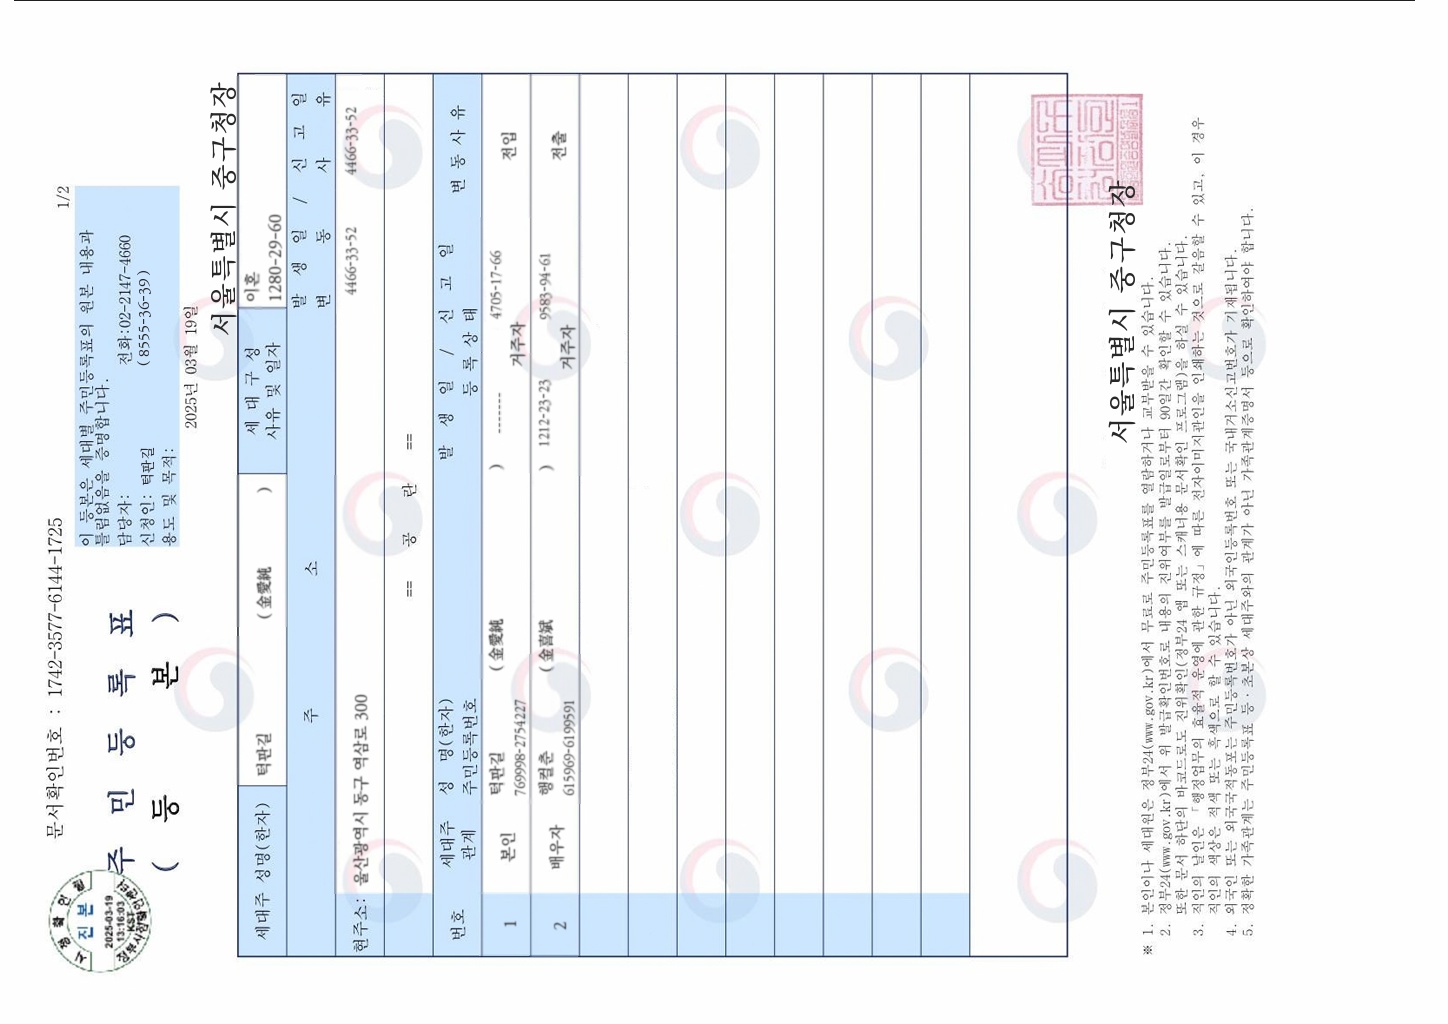 문서확인번호 : 1742-3577-6144-1725
1/2
주 민 등 록 표
( 등 본 )
이 등본은 세대별 주민등록표의 원본 내용과
틀림없음을 증명합니다.
담당자: 전화:02-2147-4660
신청인: 턱판길 (8555-36-39)
용도 및 목적:
2025년 03월 19일
서울특별시 중구청장
진본
2025-03-19
13:16:03
KST
세대주 성명(한자) 턱판길 (金愛純 ) 세 대 구 성 사유 및 일자 이혼 1280-29-60
주 소 발 생 일 / 신 고 일
변 동 사 유
현주소: 울산광역시 동구 역삼로 300 4466-33-52 4466-33-52
== 공 란 ==
번호 세대주 관계 성 명(한자) 주민등록번호 발 생 일 / 신 고 일 등 록 상 태 변 동 사 유
1 본인 턱판길 (金愛純 ) ------- 4705-17-66 전입
769998-2754227 거주자
2 배우자 행컬춘 (金喜斌 ) 1212-23-23 9583-94-61 전출
615969-6199591 거주자
서울특별시 중구청장
※ 1. 본인이나 세대원은 정부24(www.gov.kr)에서 무료로 주민등록표를 열람하거나 교부받을 수 있습니다.
2. 정부24(www.gov.kr)에서 위 발급확인번호로 내용의 진위여부를 발급일로부터 90일간 확인할 수 있습니다.
또한 문서 하단의 바코드로도 진위확인(정부24 앱 또는 스캐너용 문서확인 프로그램)을 하실 수 있습니다.
3. 직인의 날인은 「행정업무의 효율적 운영에 관한 규정」에 따른 전자이미지관인을 인쇄하는 것으로 갈음할 수 있고, 이 경우
직인의 색상은 적색 또는 흑색으로 할 수 있습니다.
4. 외국인 또는 외국국적동포는 주민등록번호가 아닌 외국인등록번호 또는 국내거소신고번호가 기재됩니다.
5. 정확한 가족관계는 주민등록표 등·초본상 세대주와의 관계가 아닌 가족관계증명서 등으로 확인하여야 합니다.